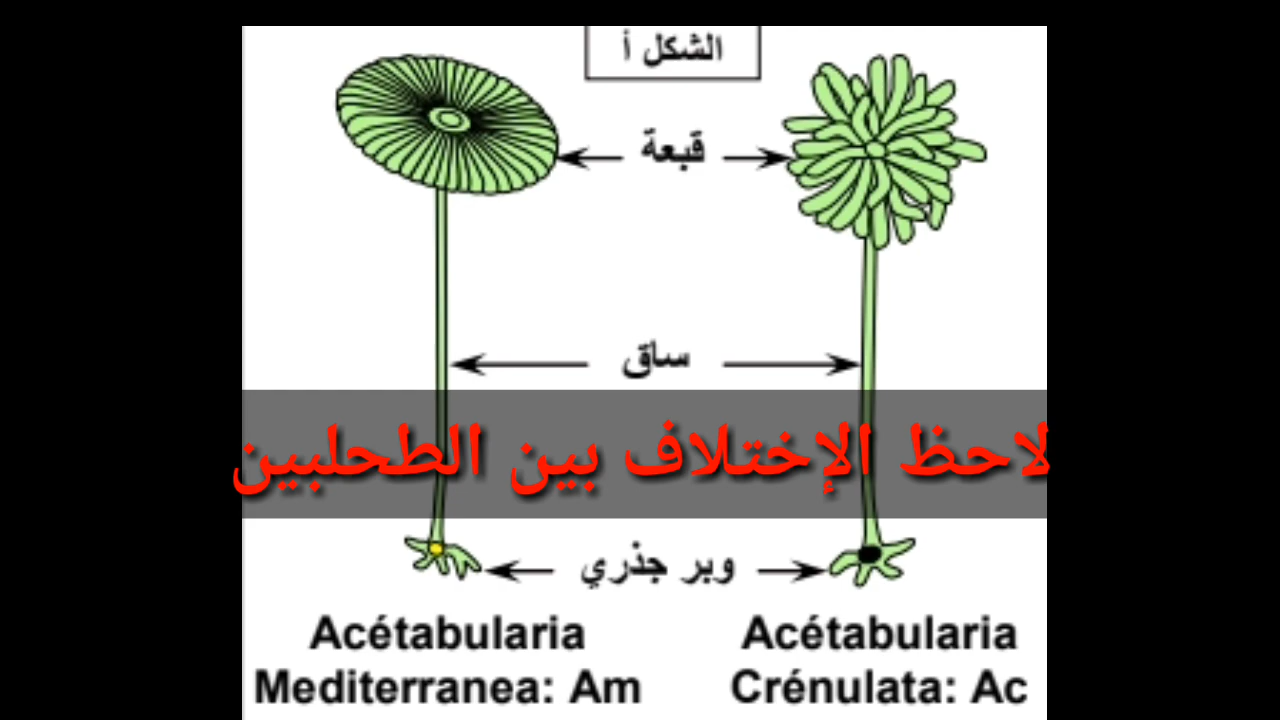 الشكل أ
قبعة
ساق
لاحظ الإختلاف بين الطحلبين
وبر جذري
Acétabularia
Mediterranea: Am
Acétabularia
Crénulata: Ac